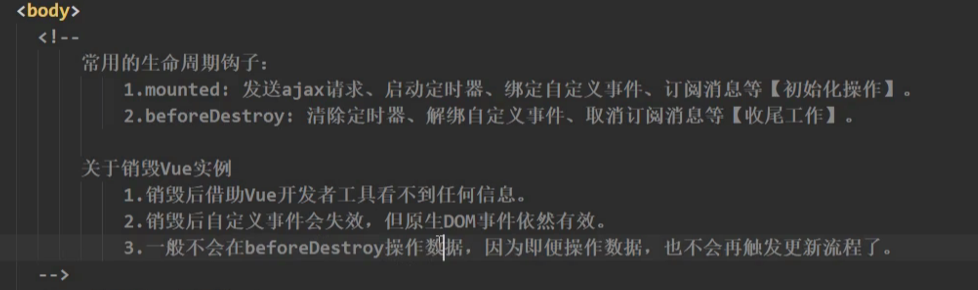 <body>
<!--
常用的生命周期钩子：
1.mounted: 发送ajax请求、启动定时器、绑定自定义事件、订阅消息等【初始化操作】。
2.beforeDestroy: 清除定时器、解绑自定义事件、取消订阅消息等【收尾工作】。
关于销毁Vue实例
1.销毁后借助Vue开发者工具看不到任何信息。
2.销毁后自定义事件会失效，但原生DOM事件依然有效。
3.一般不会在beforeDestroy操作数据，因为即便操作数据，也不会再触发更新流程了。
-->